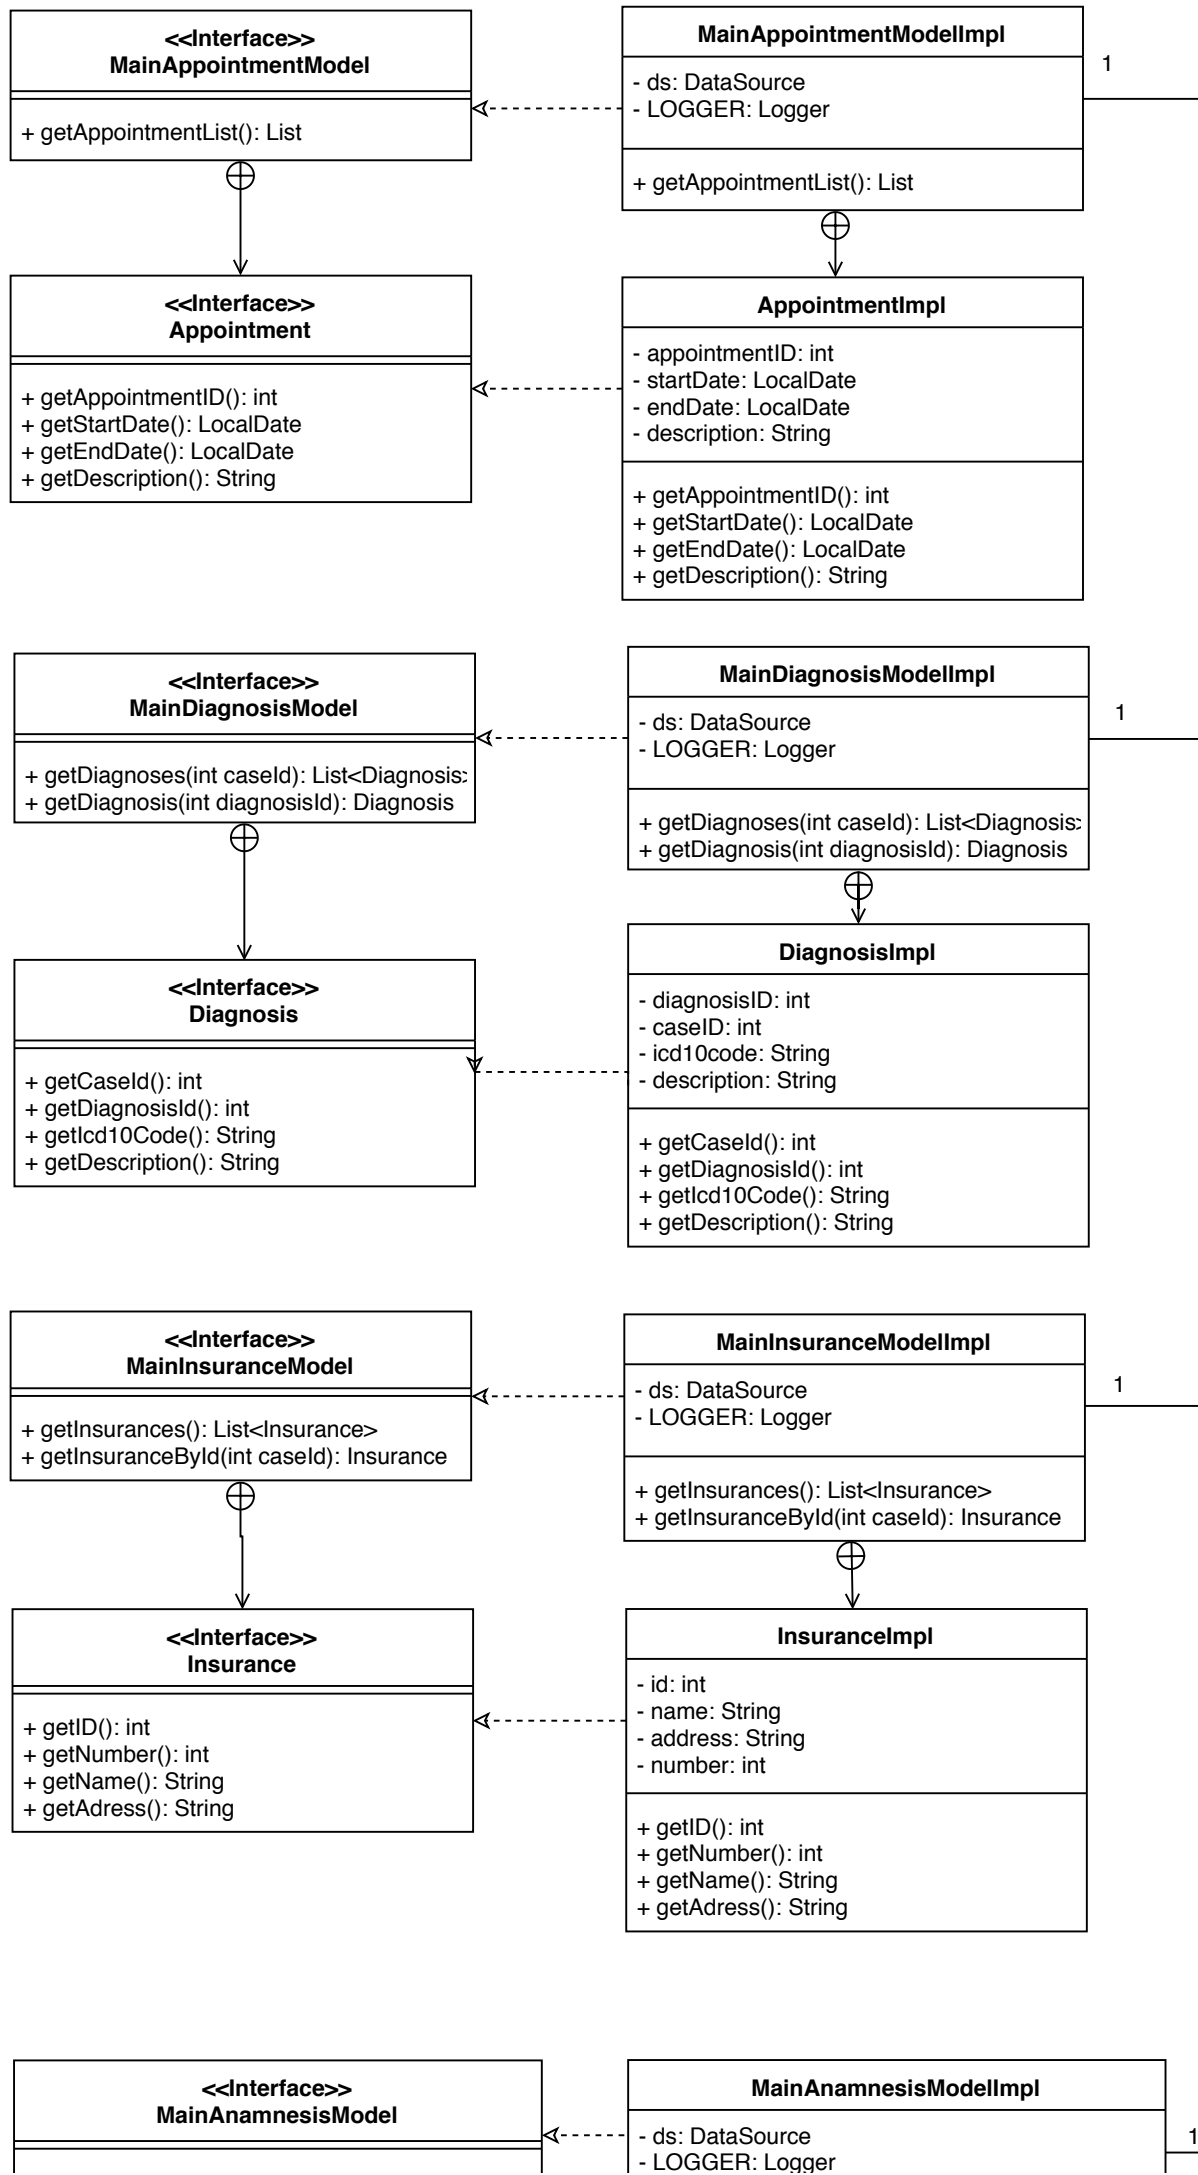 <<Interface>>
MainAppointmentModel
+ getAppointmentList(): List
MainAppointmentModelImpl
- ds: DataSource
- LOGGER: Logger
+ getAppointmentList(): List
1
<<Interface>>
Appointment
+ getAppointmentID(): int
+ getStartDate(): LocalDate
+ getEndDate(): LocalDate
+ getDescription(): String
AppointmentImpl
- appointmentID: int
- startDate: LocalDate
- endDate: LocalDate
- description: String
+ getAppointmentID(): int
+ getStartDate(): LocalDate
+ getEndDate(): LocalDate
+ getDescription(): String
<<Interface>>
MainDiagnosisModel
+ getDiagnoses(int caseId): List<Diagnosis>
+ getDiagnosis(int diagnosisId): Diagnosis
MainDiagnosisModelImpl
- ds: DataSource
- LOGGER: Logger
+ getDiagnoses(int caseId): List<Diagnosis>
+ getDiagnosis(int diagnosisId): Diagnosis
1
<<Interface>>
Diagnosis
+ getCaseId(): int
+ getDiagnosisId(): int
+ getIcd10Code(): String
+ getDescription(): String
DiagnosisImpl
- diagnosisID: int
- caseID: int
- icd10code: String
- description: String
+ getCaseId(): int
+ getDiagnosisId(): int
+ getIcd10Code(): String
+ getDescription(): String
<<Interface>>
MainInsuranceModel
+ getInsurances(): List<Insurance>
+ getInsuranceById(int caseId): Insurance
MainInsuranceModelImpl
- ds: DataSource
- LOGGER: Logger
+ getInsurances(): List<Insurance>
+ getInsuranceById(int caseId): Insurance
1
<<Interface>>
Insurance
+ getID(): int
+ getNumber(): int
+ getName(): String
+ getAdress(): String
InsuranceImpl
- id: int
- name: String
- address: String
- number: int
+ getID(): int
+ getNumber(): int
+ getName(): String
+ getAdress(): String
<<Interface>>
MainAnamnesisModel
MainAnamnesisModelImpl
- ds: DataSource
- LOGGER: Logger
1